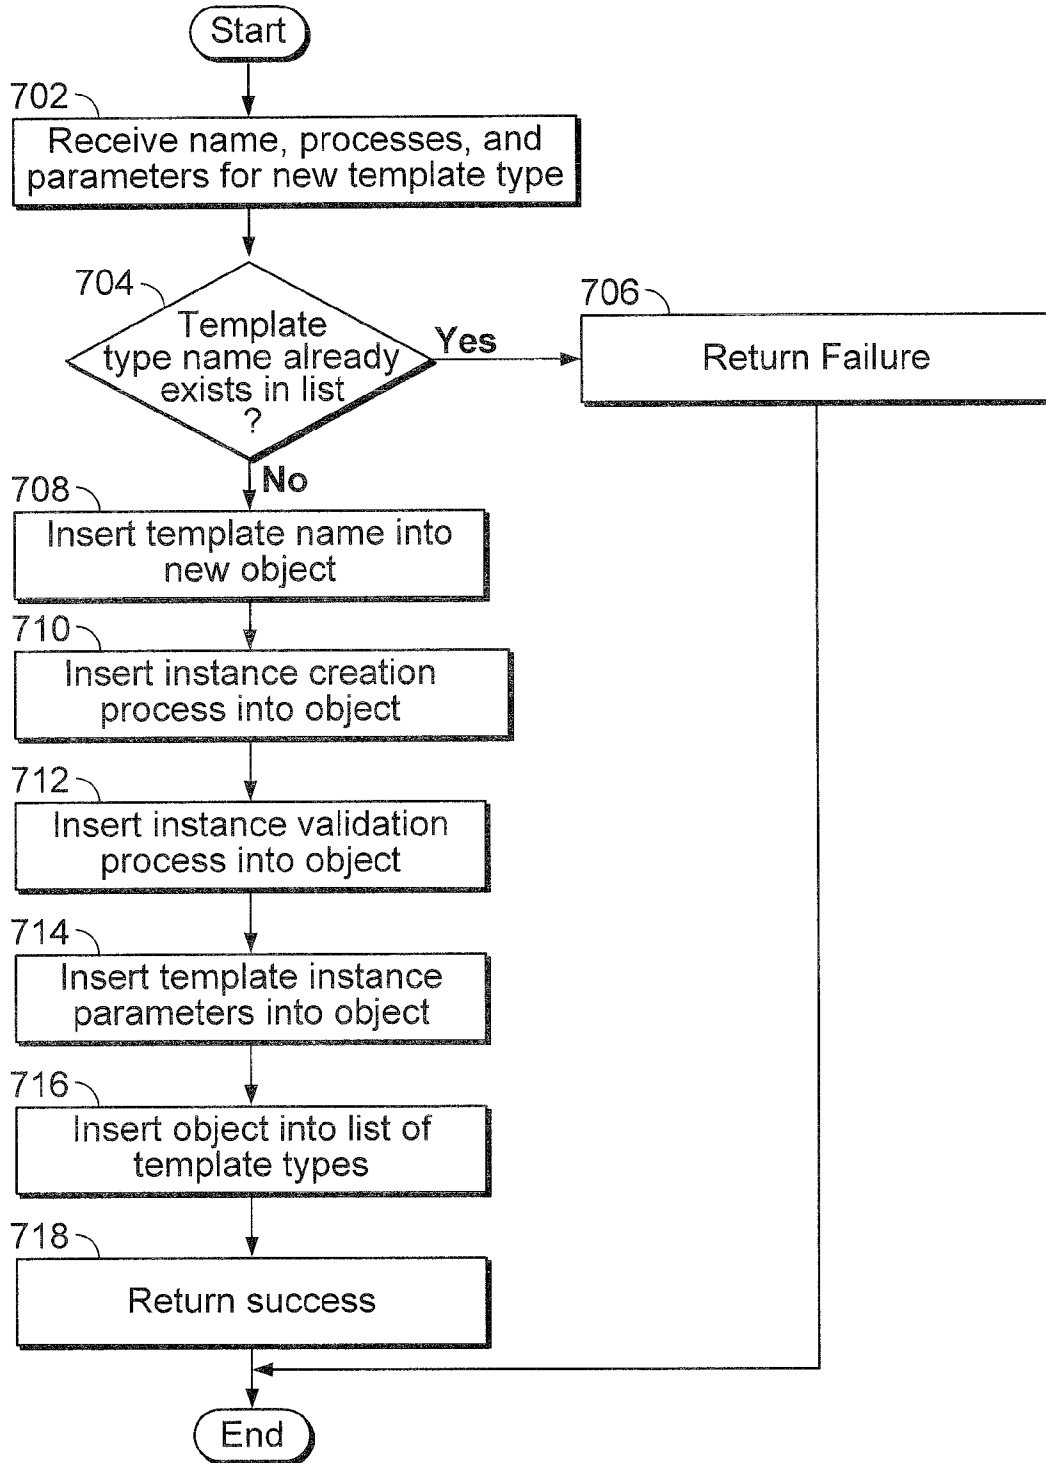 Start
702
Receive name, processes, and
parameters for new template type
704
Template
type name already
exists in list
?
Yes
706
Return Failure
No
708
Insert template name into
new object
710
Insert instance creation
process into object
712
Insert instance validation
process into object
714
Insert template instance
parameters into object
716
Insert object into list of
template types
718
Return success
End